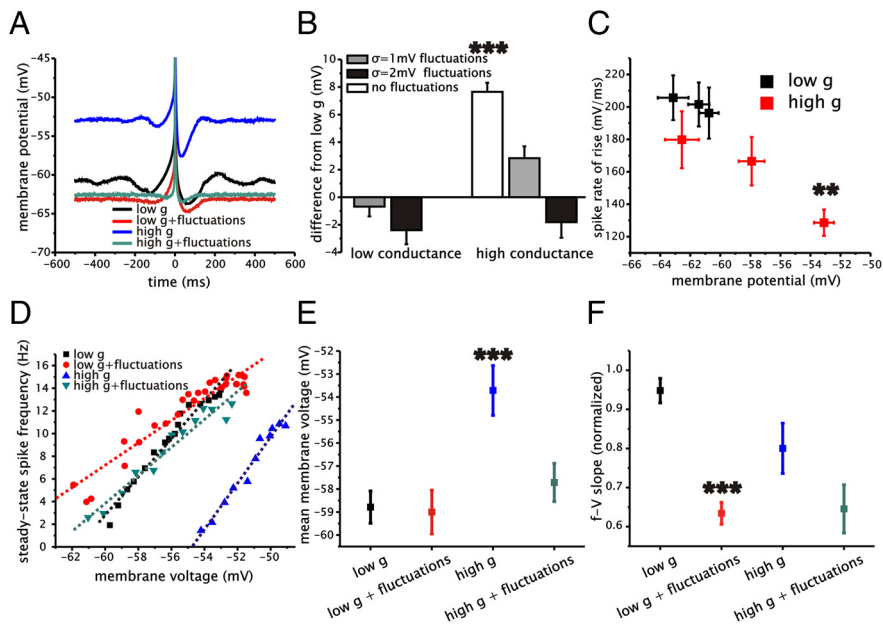 A
membrane potential (mV)
−45
−50
−55
−60
−65
−70
−600
−400
−200
0
200
400
600
low g
low g+fluctuations
high g
high g+fluctuations
time (ms)
B
difference from low g (mV)
10
8
6
4
2
0
−2
−4
σ=1mV fluctuations
σ=2mV fluctuations
no fluctuations
***
low conductance
high conductance
C
spike rate of rise (mV/ms)
220
200
180
160
140
120
low g
high g
**
−66
−64
−62
−60
−58
−56
−54
−52
−50
membrane potential (mV)
D
steady−state spike frequency (Hz)
16
14
12
10
8
6
4
2
0
low g
low g+fluctuations
high g
high g+fluctuations
−62
−60
−58
−56
−54
−52
−50
membrane voltage (mV)
E
mean membrane voltage (mV)
−52
−53
−54
−55
−56
−57
−58
−59
−60
***
low g
low g + fluctuations
high g
high g + fluctuations
F
f−V slope (normalized)
1.0
0.9
0.8
0.7
0.6
***
low g
low g + fluctuations
high g
high g + fluctuations